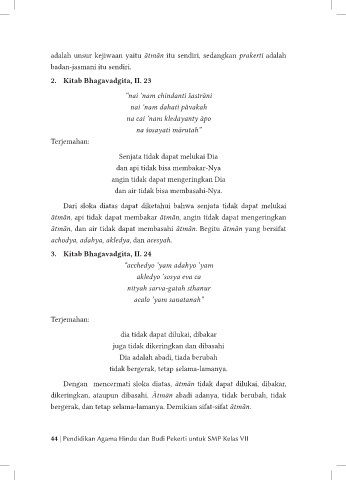 adalah unsur kejiwaan yaitu ātmān itu sendiri, sedangkan prakerti adalah
badan-jasmani itu sendiri.
2. Kitab Bhagavadgita, II. 23
"nai 'nam chindanti śastrāni
nai 'nam dahati pāvakah
na cai 'nam kledayanty āpo
na śosayati mārutah"
Terjemahan:
Senjata tidak dapat melukai Dia
dan api tidak bisa membakar-Nya
angin tidak dapat mengeringkan Dia
dan air tidak bisa membasahi-Nya.
Dari sloka diatas dapat diketahui bahwa senjata tidak dapat melukai
ātmān, api tidak dapat membakar ātmān, angin tidak dapat mengeringkan
ātmān, dan air tidak dapat membasahi ātmān. Begitu ātmān yang bersifat
achodya, adahya, akledya, dan acesyah.
3. Kitab Bhagavadgita, II. 24
"acchedyo 'yam adahyo 'yam
akledyo 'sosya eva ca
nityah sarva-gatah sthanur
acalo 'yam sanatanah"
Terjemahan:
dia tidak dapat dilukai, dibakar
juga tidak dikeringkan dan dibasahi
Dia adalah abadi, tiada berubah
tidak bergerak, tetap selama-lamanya.
Dengan mencermati sloka diatas, ātmān tidak dapat dilukai, dibakar,
dikeringkan, ataupun dibasahi. Ātmān abadi adanya, tidak berubah, tidak
bergerak, dan tetap selama-lamanya. Demikian sifat-sifat ātmān.
44 | Pendidikan Agama Hindu dan Budi Pekerti untuk SMP Kelas VII